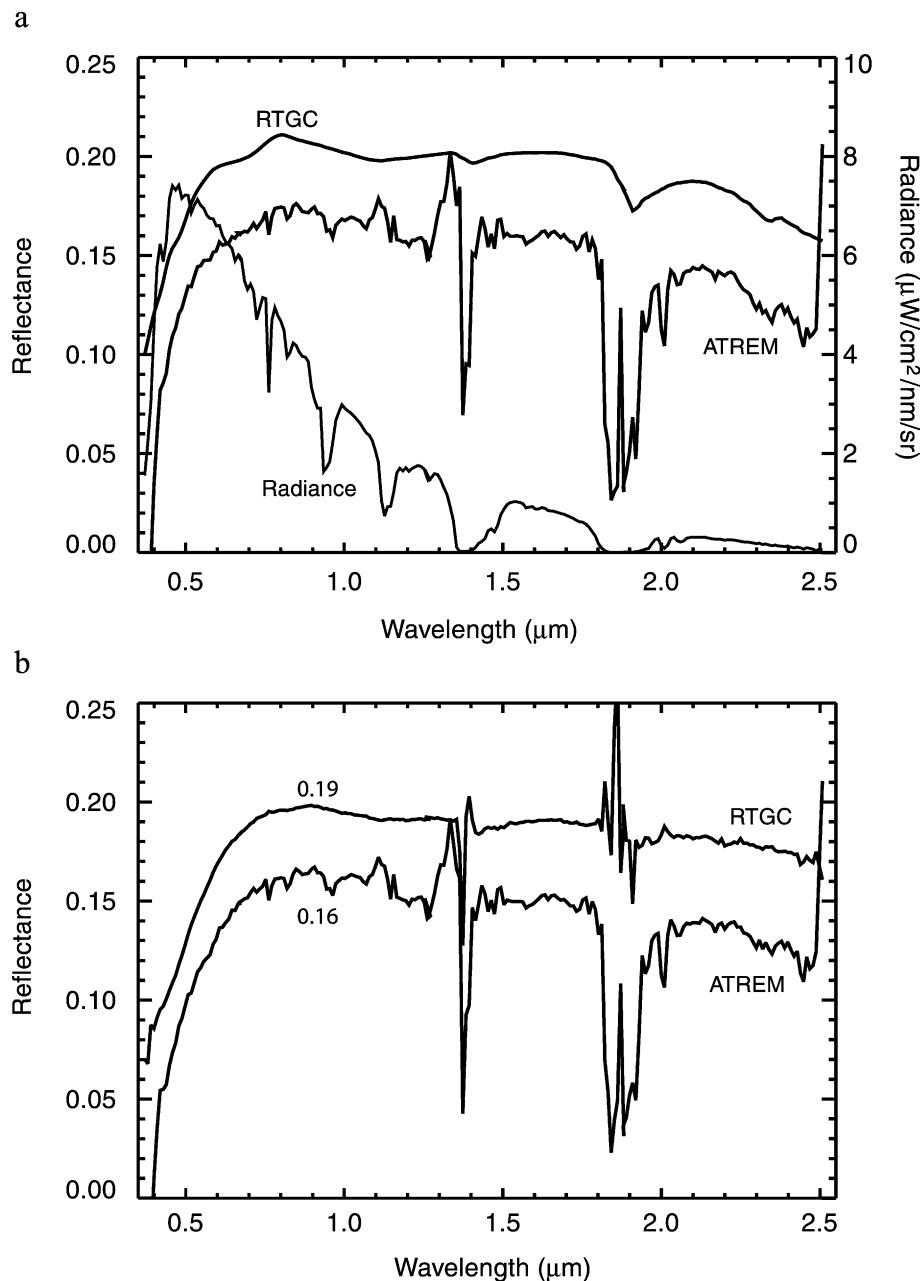 a
0.25
0.20
0.15
0.10
0.05
0.00
Reflectance
10
8
6
4
2
0
Radiance (μW/cm²/nm/sr)
RTGC
ATREM
Radiance
0.5 1.0 1.5 2.0 2.5
Wavelength (μm)
b
0.25
0.20
0.15
0.10
0.05
0.00
Reflectance
0.19
0.16
RTGC
ATREM
0.5 1.0 1.5 2.0 2.5
Wavelength (μm)